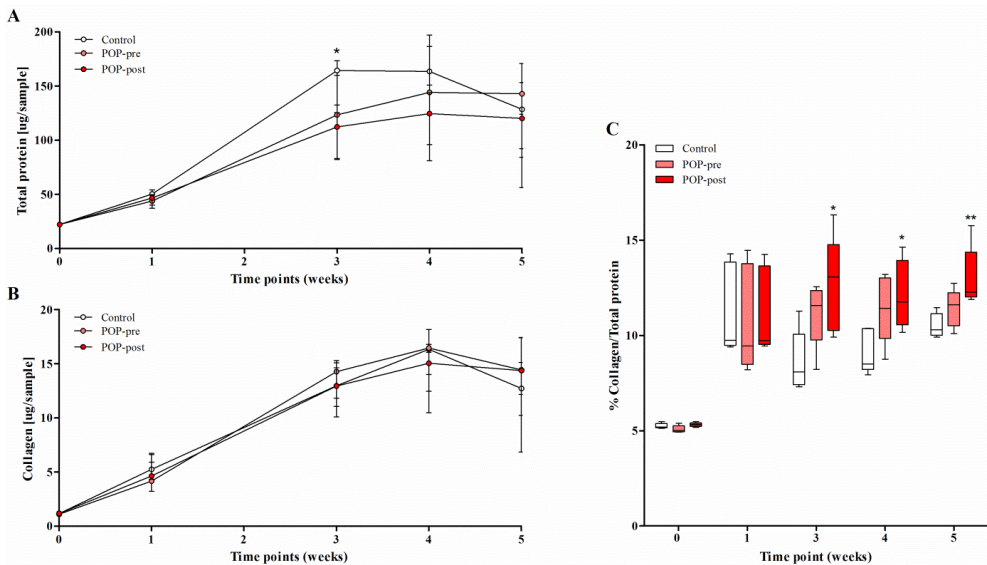 A
Total protein [ug/sample]
200
150
100
50
0
Control
POP-pre
POP-post
*
0 1 2 3 4 5
Time points (weeks)
B
Collagen [ug/sample]
20
15
10
5
0
Control
POP-pre
POP-post
0 1 2 3 4 5
Time points (weeks)
C
% Collagen/Total protein
20
15
10
5
0
Control
POP-pre
POP-post
* * **
0 1 3 4 5
Time point (weeks)